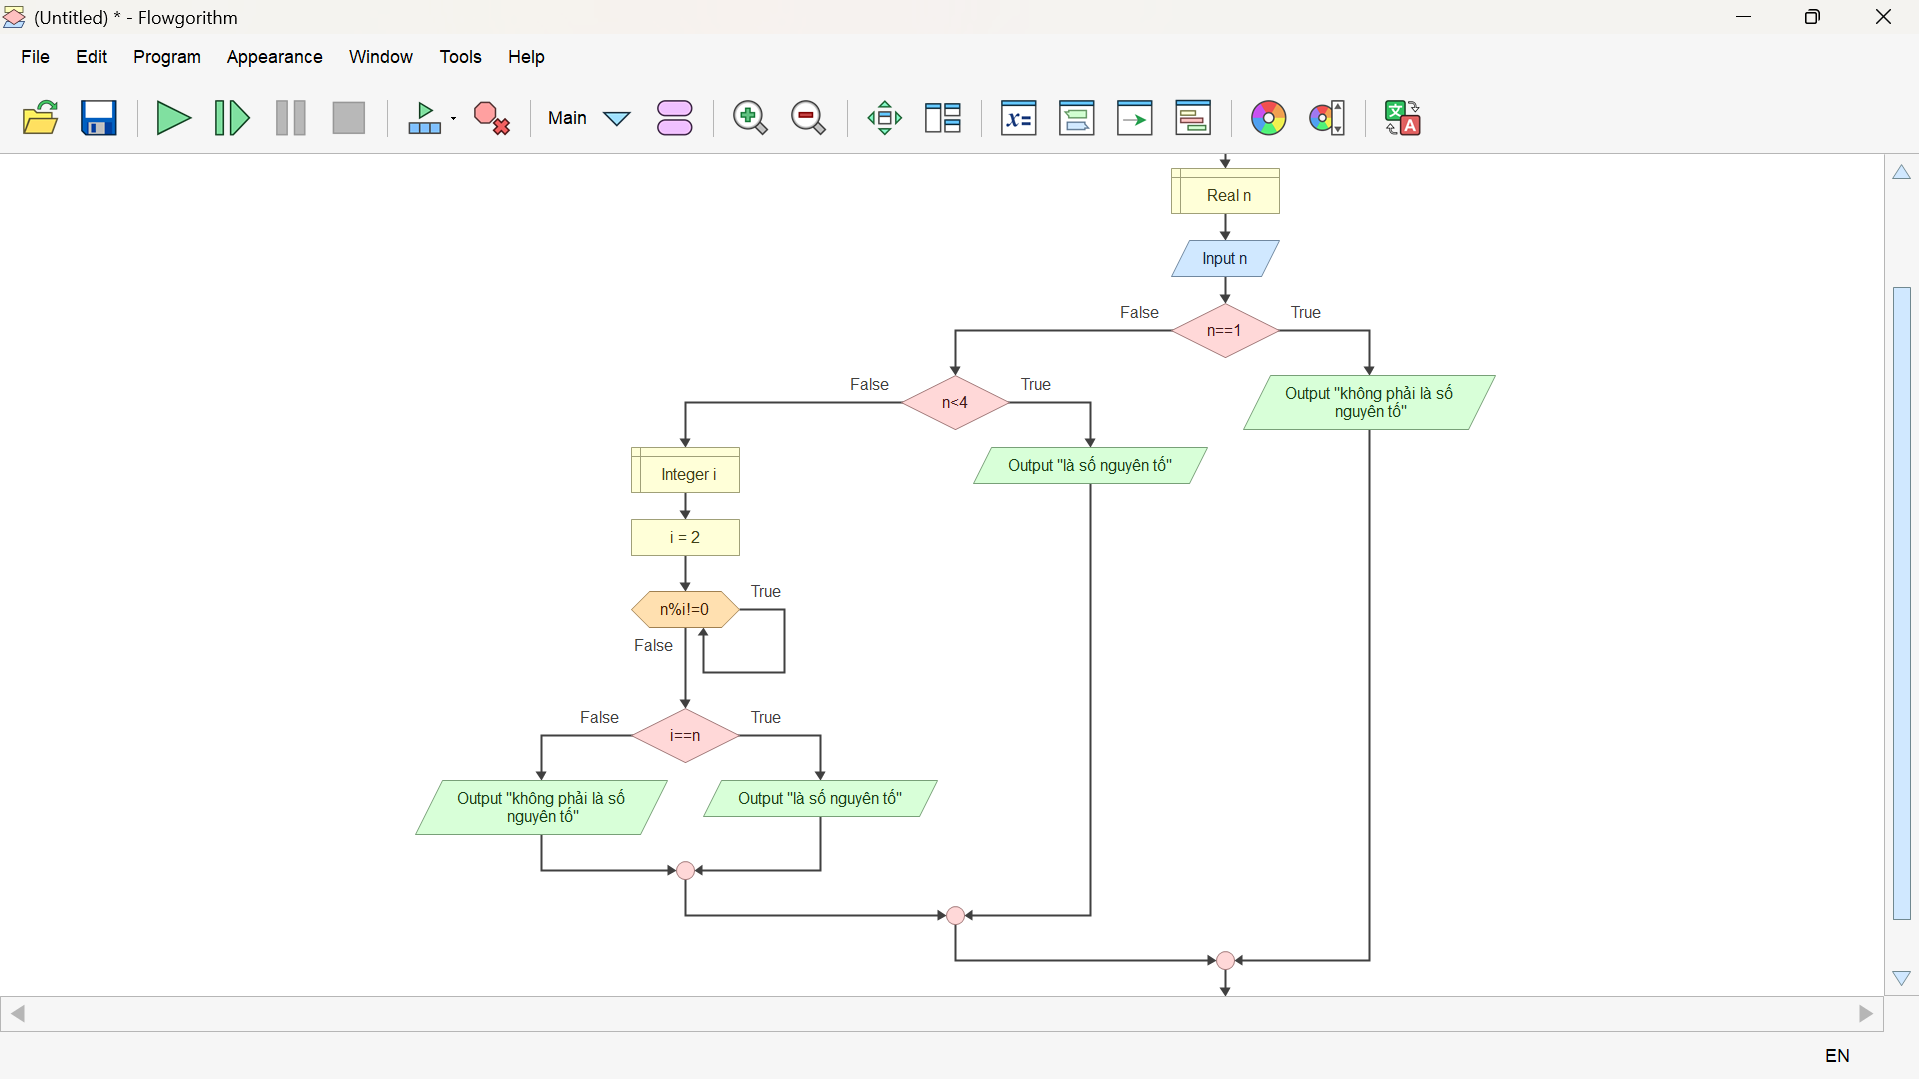 (Untitled) * - Flowgorithm
File Edit Program Appearance Window Tools Help
Main
x=
文
A
Real n
Input n
False
True
n==1
False
True
n<4
Output "không phải là số
nguyên tố"
Integer i
Output "là số nguyên tố"
i = 2
True
n%i!=0
False
False
True
i==n
Output "không phải là số
nguyên tố"
Output "là số nguyên tố"
EN